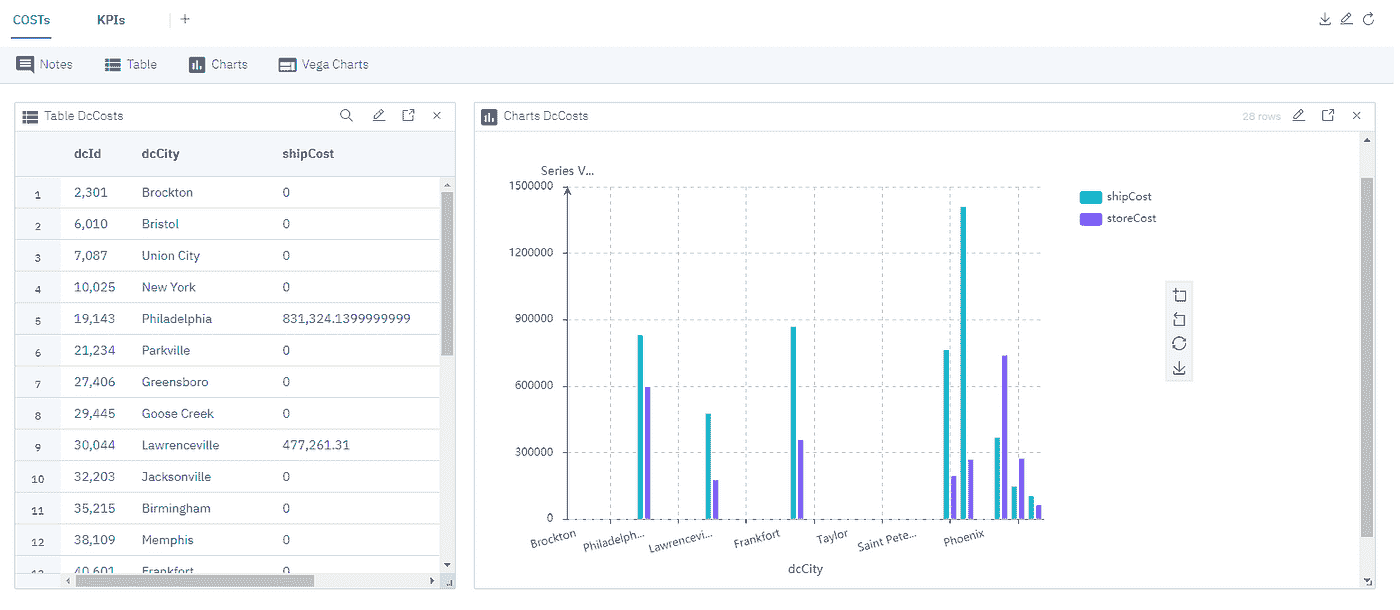 COSTs KPIs +
Notes Table Charts Vega Charts
Table DcCosts
dcId dcCity shipCost
1 2,301 Brockton 0
2 6,010 Bristol 0
3 7,087 Union City 0
4 10,025 New York 0
5 19,143 Philadelphia 831,324.1399999999
6 21,234 Parkville 0
7 27,406 Greensboro 0
8 29,445 Goose Creek 0
9 30,044 Lawrenceville 477,261.31
10 32,203 Jacksonville 0
11 35,215 Birmingham 0
12 38,109 Memphis 0
13 40,601 Frankfort 0
Charts DcCosts 28 rows
Series V...
1500000
1200000
900000
600000
300000
0
Brockton Philadelph... Lawrencevi... Frankfort Taylor Saint Pete... Phoenix
dcCity
shipCost
storeCost